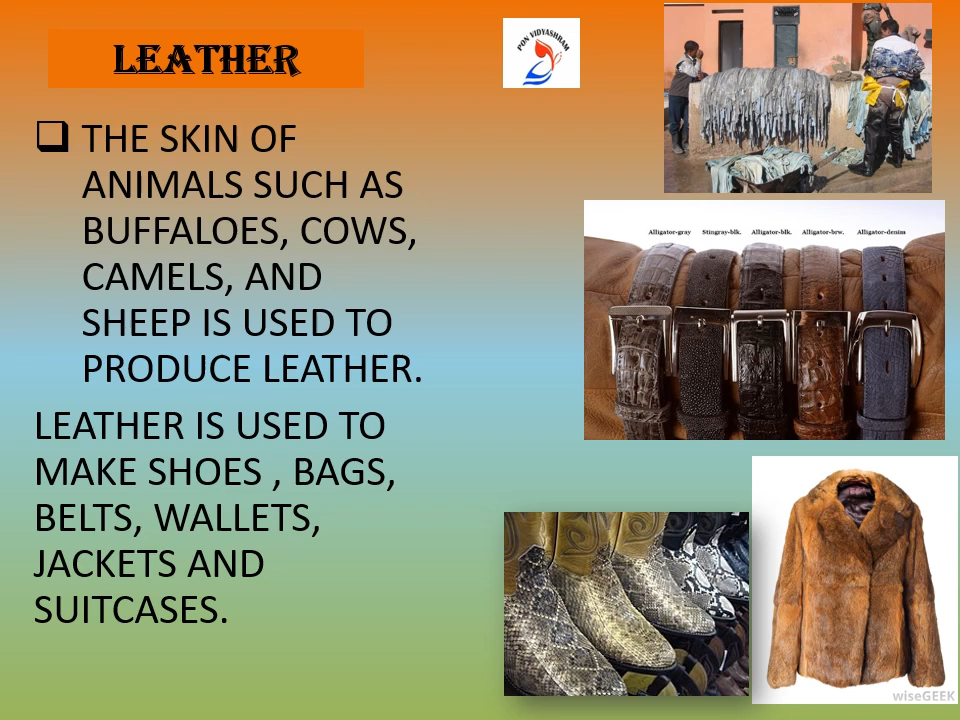 LEATHER
PON VIDYASHRAM
THE SKIN OF
ANIMALS SUCH AS
BUFFALOES, COWS,
CAMELS, AND
SHEEP IS USED TO
PRODUCE LEATHER.
LEATHER IS USED TO
MAKE SHOES , BAGS,
BELTS, WALLETS,
JACKETS AND
SUITCASES.
Alligator-gray Stingray-blk. Alligator-blk. Alligator-brw. Alligator-denim
wiseGEEK